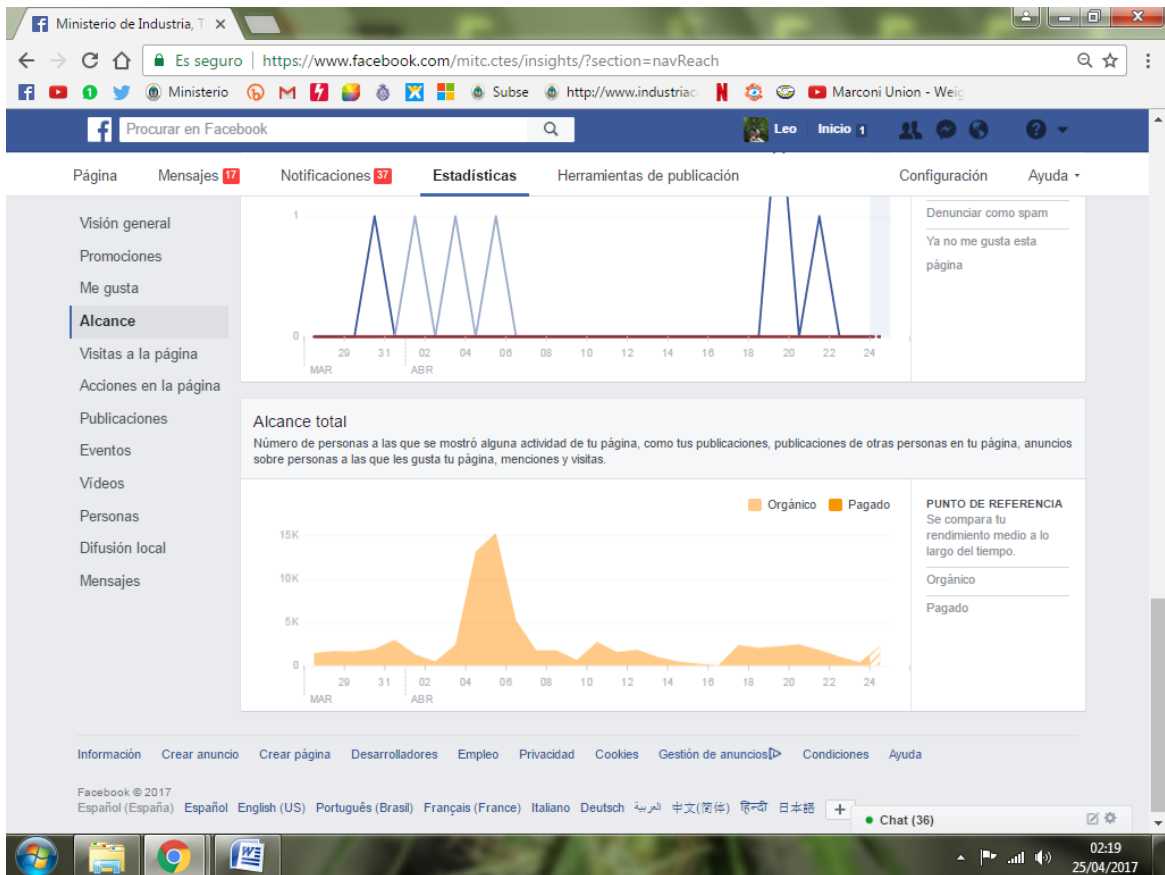 Ministerio de Industria, T
Es seguro https://www.facebook.com/mitc.ctes/insights/?section=navReach
Ministerio Subse http://www.industriac Marconi Union - Weig
Procurar en Facebook Leo Inicio 1
Página Mensajes 17 Notificaciones 37 Estadísticas Herramientas de publicación Configuración Ayuda
Visión general
Promociones
Me gusta
Alcance
Visitas a la página
Acciones en la página
Publicaciones
Eventos
Vídeos
Personas
Difusión local
Mensajes
1
0
29 31 02 04 06 08 10 12 14 16 18 20 22 24
MAR ABR
Denunciar como spam
Ya no me gusta esta
página
Alcance total
Número de personas a las que se mostró alguna actividad de tu página, como tus publicaciones, publicaciones de otras personas en tu página, anuncios
sobre personas a las que les gusta tu página, menciones y visitas.
Orgánico Pagado
15K
10K
5K
0
29 31 02 04 06 08 10 12 14 16 18 20 22 24
MAR ABR
PUNTO DE REFERENCIA
Se compara tu
rendimiento medio a lo
largo del tiempo.
Orgánico
Pagado
Información Crear anuncio Crear página Desarrolladores Empleo Privacidad Cookies Gestión de anuncios Condiciones Ayuda
Facebook © 2017
Español (España) Español English (US) Português (Brasil) Français (France) Italiano Deutsch العربية 中文(简体) हिन्दी 日本語 +
Chat (36)
02:19
25/04/2017